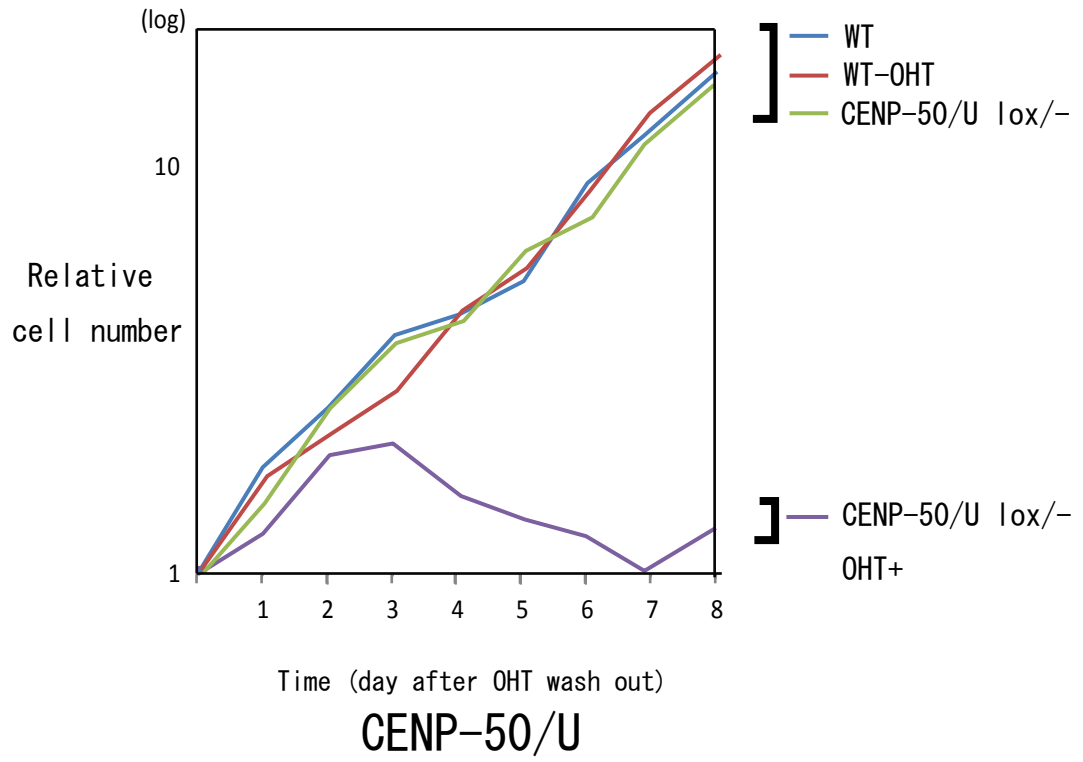 (log)
WT
WT-OHT
CENP-50/U lox/-
10
Relative
cell number
CENP-50/U lox/-
OHT+
1
1 2 3 4 5 6 7 8
Time (day after OHT wash out)
CENP-50/U